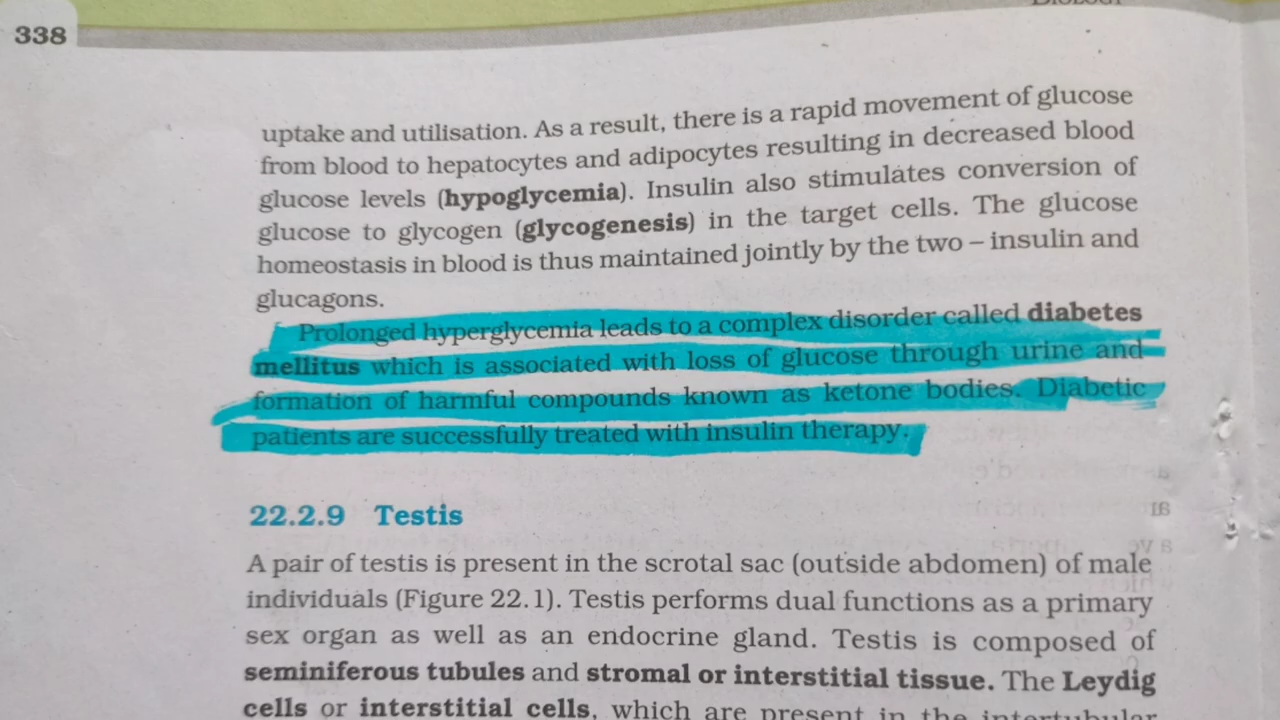 338
uptake and utilisation. As a result, there is a rapid movement of glucose
from blood to hepatocytes and adipocytes resulting in decreased blood
glucose levels (hypoglycemia). Insulin also stimulates conversion of
glucose to glycogen (glycogenesis) in the target cells. The glucose
homeostasis in blood is thus maintained jointly by the two – insulin and
glucagons.
Prolonged hyperglycemia leads to a complex disorder called diabetes
mellitus which is associated with loss of glucose through urine and
formation of harmful compounds known as ketone bodies. Diabetic
patients are successfully treated with insulin therapy.
22.2.9 Testis
A pair of testis is present in the scrotal sac (outside abdomen) of male
individuals (Figure 22.1). Testis performs dual functions as a primary
sex organ as well as an endocrine gland. Testis is composed of
seminiferous tubules and stromal or interstitial tissue. The Leydig
cells or interstitial cells, which are present in the intertubular